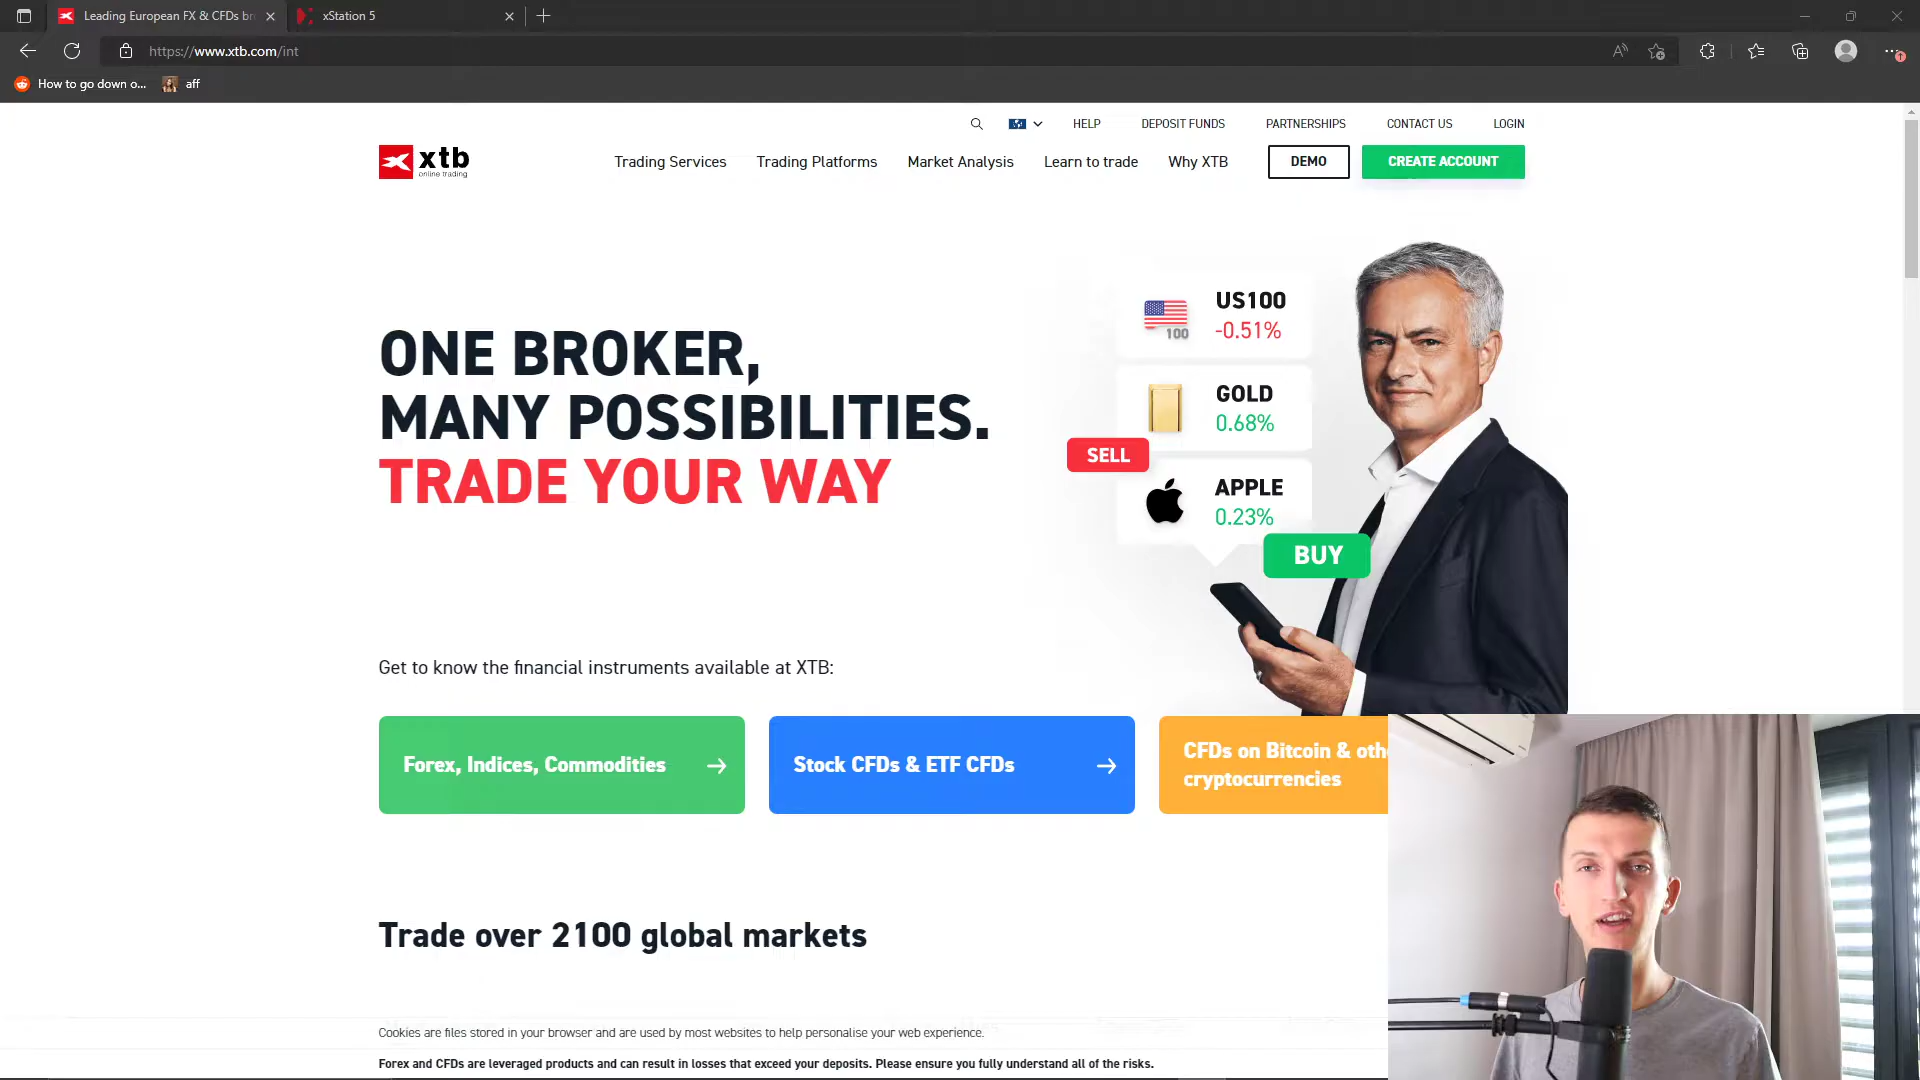 Leading European FX & CFDs br
xStation 5
https://www.xtb.com/int
How to go down o...
aff
HELP
DEPOSIT FUNDS
PARTNERSHIPS
CONTACT US
LOGIN
xtb
online trading
Trading Services
Trading Platforms
Market Analysis
Learn to trade
Why XTB
DEMO
CREATE ACCOUNT
ONE BROKER,
MANY POSSIBILITIES.
TRADE YOUR WAY
100
US100
-0.51%
GOLD
0.68%
SELL
APPLE
0.23%
BUY
Get to know the financial instruments available at XTB:
Forex, Indices, Commodities
Stock CFDs & ETF CFDs
CFDs on Bitcoin & oth
cryptocurrencies
Trade over 2100 global markets
Cookies are files stored in your browser and are used by most websites to help personalise your web experience.
Forex and CFDs are leveraged products and can result in losses that exceed your deposits. Please ensure you fully understand all of the risks.